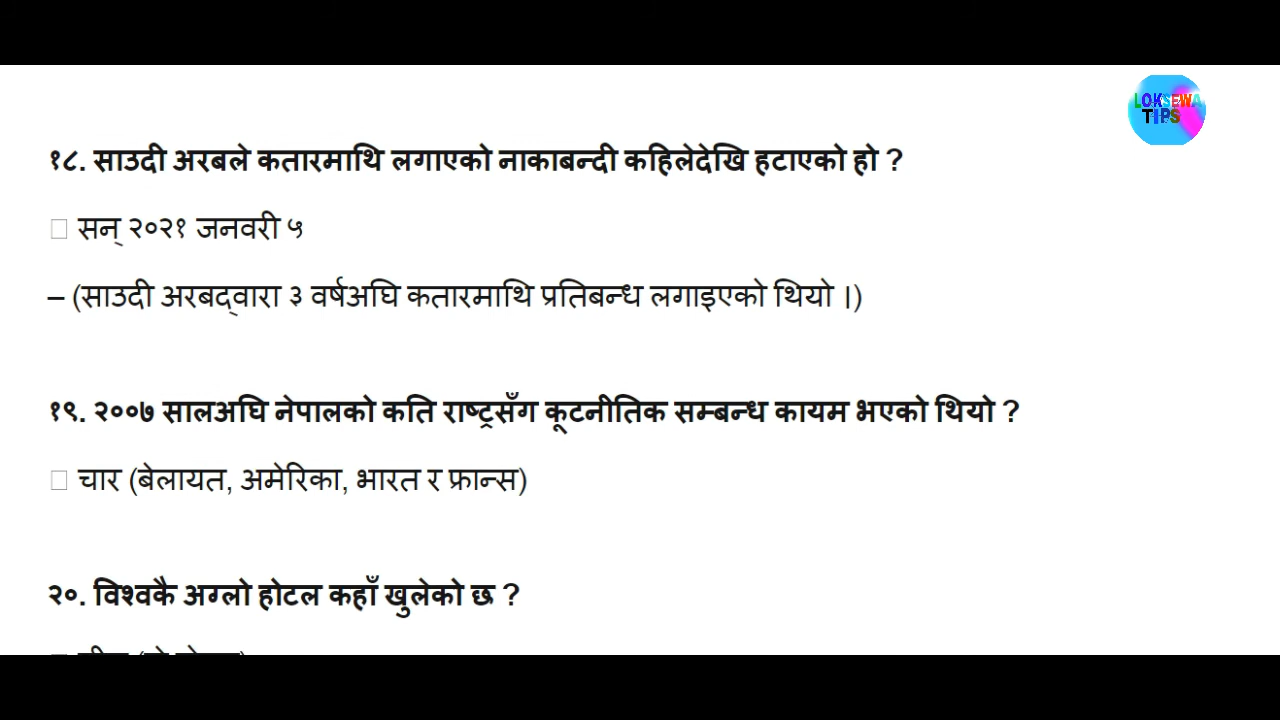 LOKSEWA
TIPS
१८. साउदी अरबले कतारमाथि लगाएको नाकाबन्दी कहिलेदेखि हटाएको हो ?
सन् २०२१ जनवरी ५
– (साउदी अरबद्वारा ३ वर्षअघि कतारमाथि प्रतिबन्ध लगाइएको थियो ।)
१९. २००७ सालअघि नेपालको कति राष्ट्रसँग कूटनीतिक सम्बन्ध कायम भएको थियो ?
चार (बेलायत, अमेरिका, भारत र फ्रान्स)
२०. विश्वकै अग्लो होटल कहाँ खुलेको छ ?